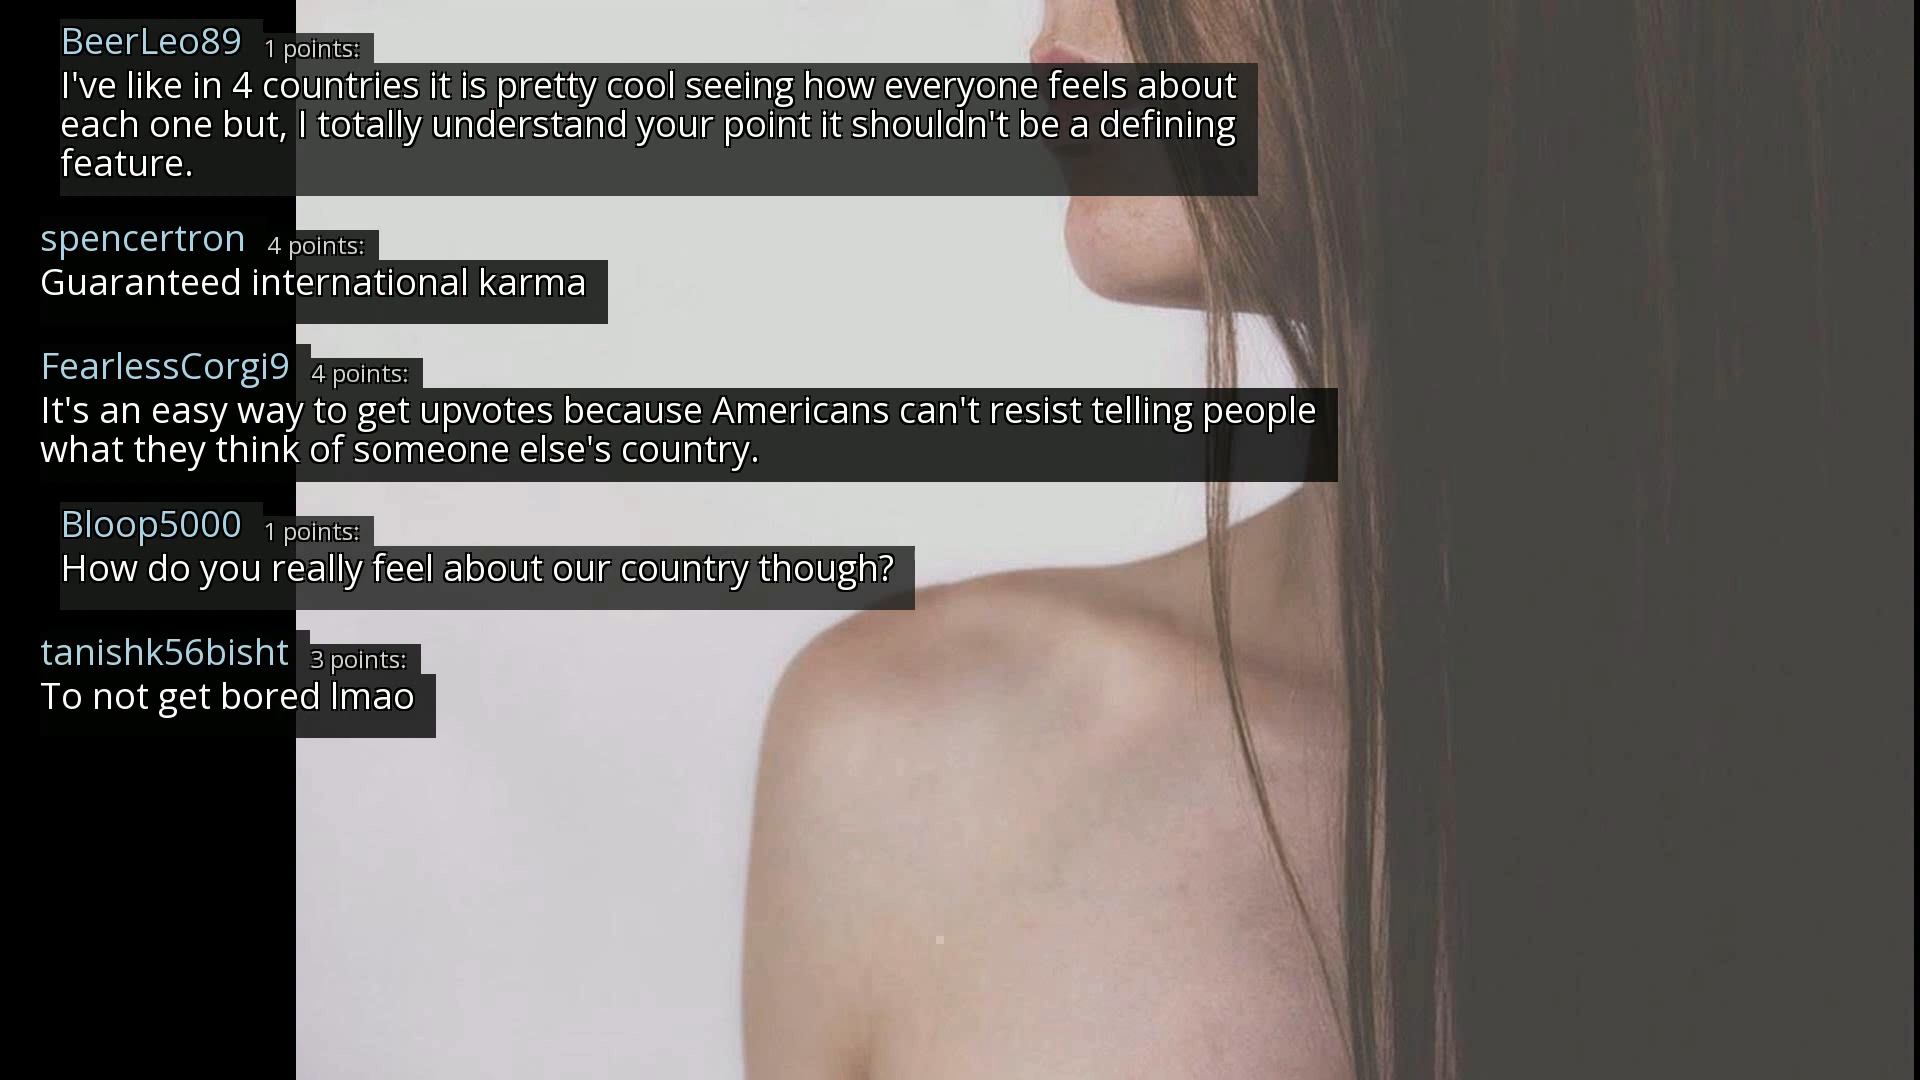 BeerLeo89 1 points:
I've like in 4 countries it is pretty cool seeing how everyone feels about
each one but, I totally understand your point it shouldn't be a defining
feature.
spencertron 4 points:
Guaranteed international karma
FearlessCorgi9 4 points:
It's an easy way to get upvotes because Americans can't resist telling people
what they think of someone else's country.
Bloop5000 1 points:
How do you really feel about our country though?
tanishk56bisht 3 points:
To not get bored lmao